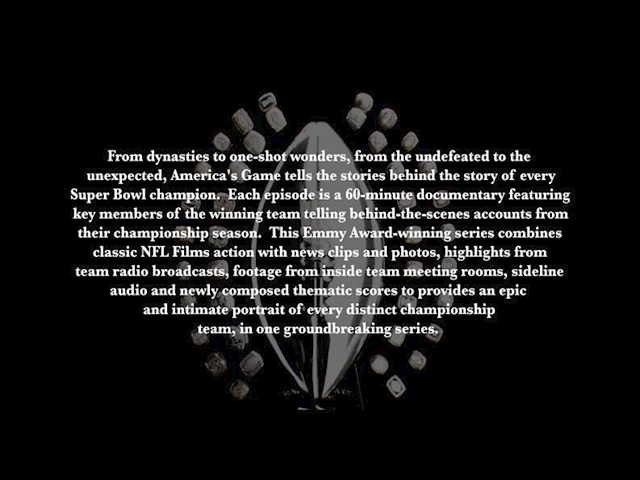 From dynasties to one-shot wonders, from the undefeated to the
unexpected, America's Game tells the stories behind the story of every
Super Bowl champion.  Each episode is a 60-minute documentary featuring
key members of the winning team telling behind-the-scenes accounts from
their championship season.  This Emmy Award-winning series combines
classic NFL Films action with news clips and photos, highlights from
team radio broadcasts, footage from inside team meeting rooms, sideline
audio and newly composed thematic scores to provides an epic
and intimate portrait of every distinct championship
team, in one groundbreaking series.